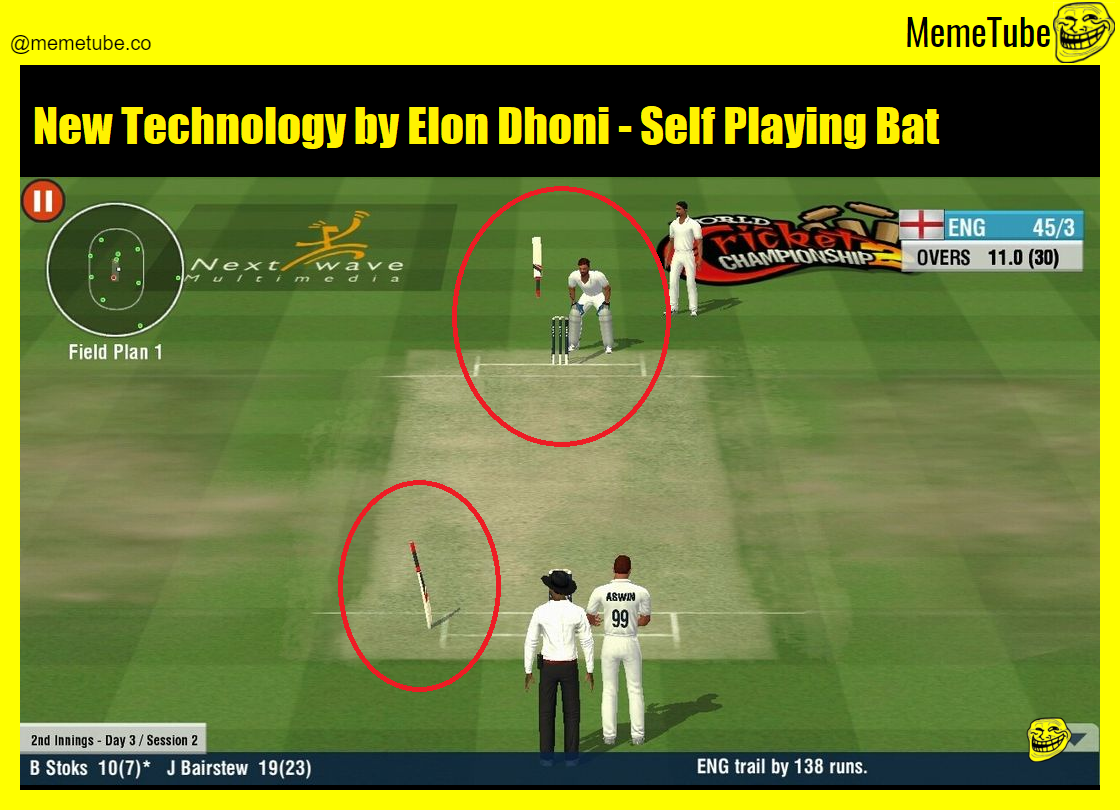 @memetube.co
MemeTube
New Technology by Elon Dhoni - Self Playing Bat
Next wave
Multimedia
WORLD
Cricket
CHAMPIONSHIP
ENG 45/3
OVERS 11.0 (30)
Field Plan 1
ASWIN
99
2nd Innings - Day 3 / Session 2
B Stoks 10(7)* J Bairstew 19(23)
ENG trail by 138 runs.